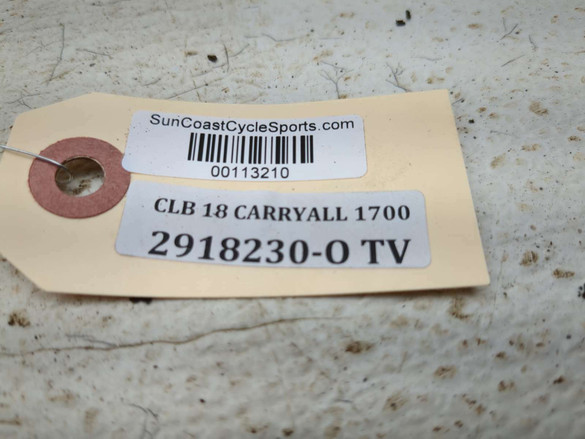 SunCoastCycleSports.com
00113210
CLB 18 CARRYALL 1700
2918230-O TV